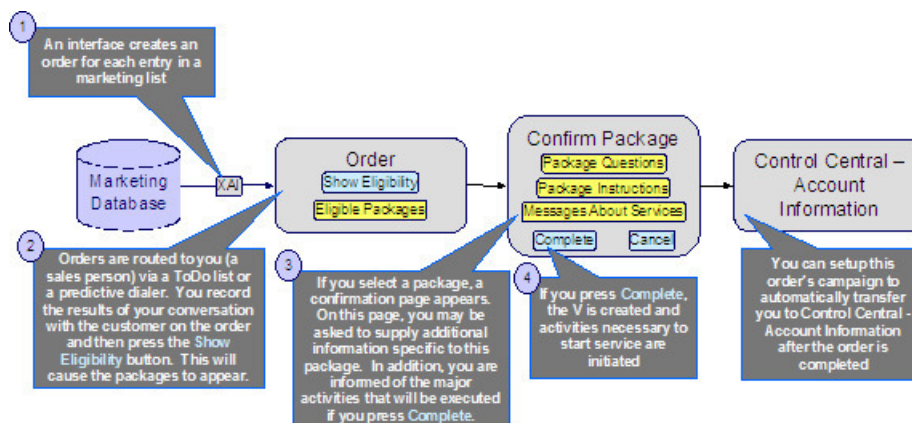 1
An interface creates an
order for each entry in a
marketing list
Marketing
Database
XAI
Order
Show Eligibility
Eligible Packages
Confirm Package
Package Questions
Package Instructions
Messages About Services
Complete
Cancel
Control Central –
Account
Information
2
Orders are routed to you (a
sales person) via a ToDo list or
a predictive dialer. You record
the results of your conversation
with the customer on the order
and then press the Show
Eligibility button. This will
cause the packages to appear.
3
If you select a package, a
confirmation page appears.
On this page, you may be
asked to supply additional
information specific to this
package. In addition, you are
informed of the major
activities that will be executed
if you press Complete.
4
If you press Complete,
the V is created and
activities necessary to
start service are
initiated
You can setup this
order's campaign to
automatically transfer
you to Control Central -
Account Information
after the order is
completed